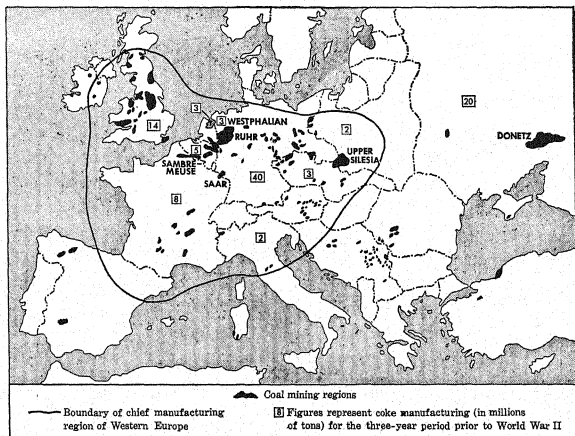 20
3
3
WESTPHALIAN
2
14
RUHR
DONETZ
5
UPPER
SILESIA
SAMBRE
MEUSE
SAAR
40
3
8
2
Coal mining regions
Boundary of chief manufacturing
region of Western Europe
8 Figures represent coke manufacturing (in millions
of tons) for the three-year period prior to World War II